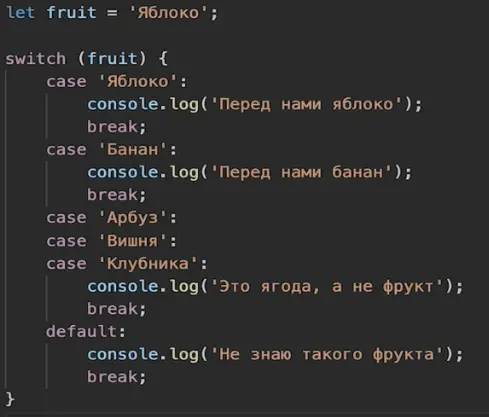 let fruit = 'Яблоко';
switch (fruit) {
case 'Яблоко':
console.log('Перед нами яблоко');
break;
case 'Банан':
console.log('Перед нами банан');
break;
case 'Арбуз':
case 'Вишня':
case 'Клубника':
console.log('Это ягода, а не фрукт');
break;
default:
console.log('Не знаю такого фрукта');
break;
}